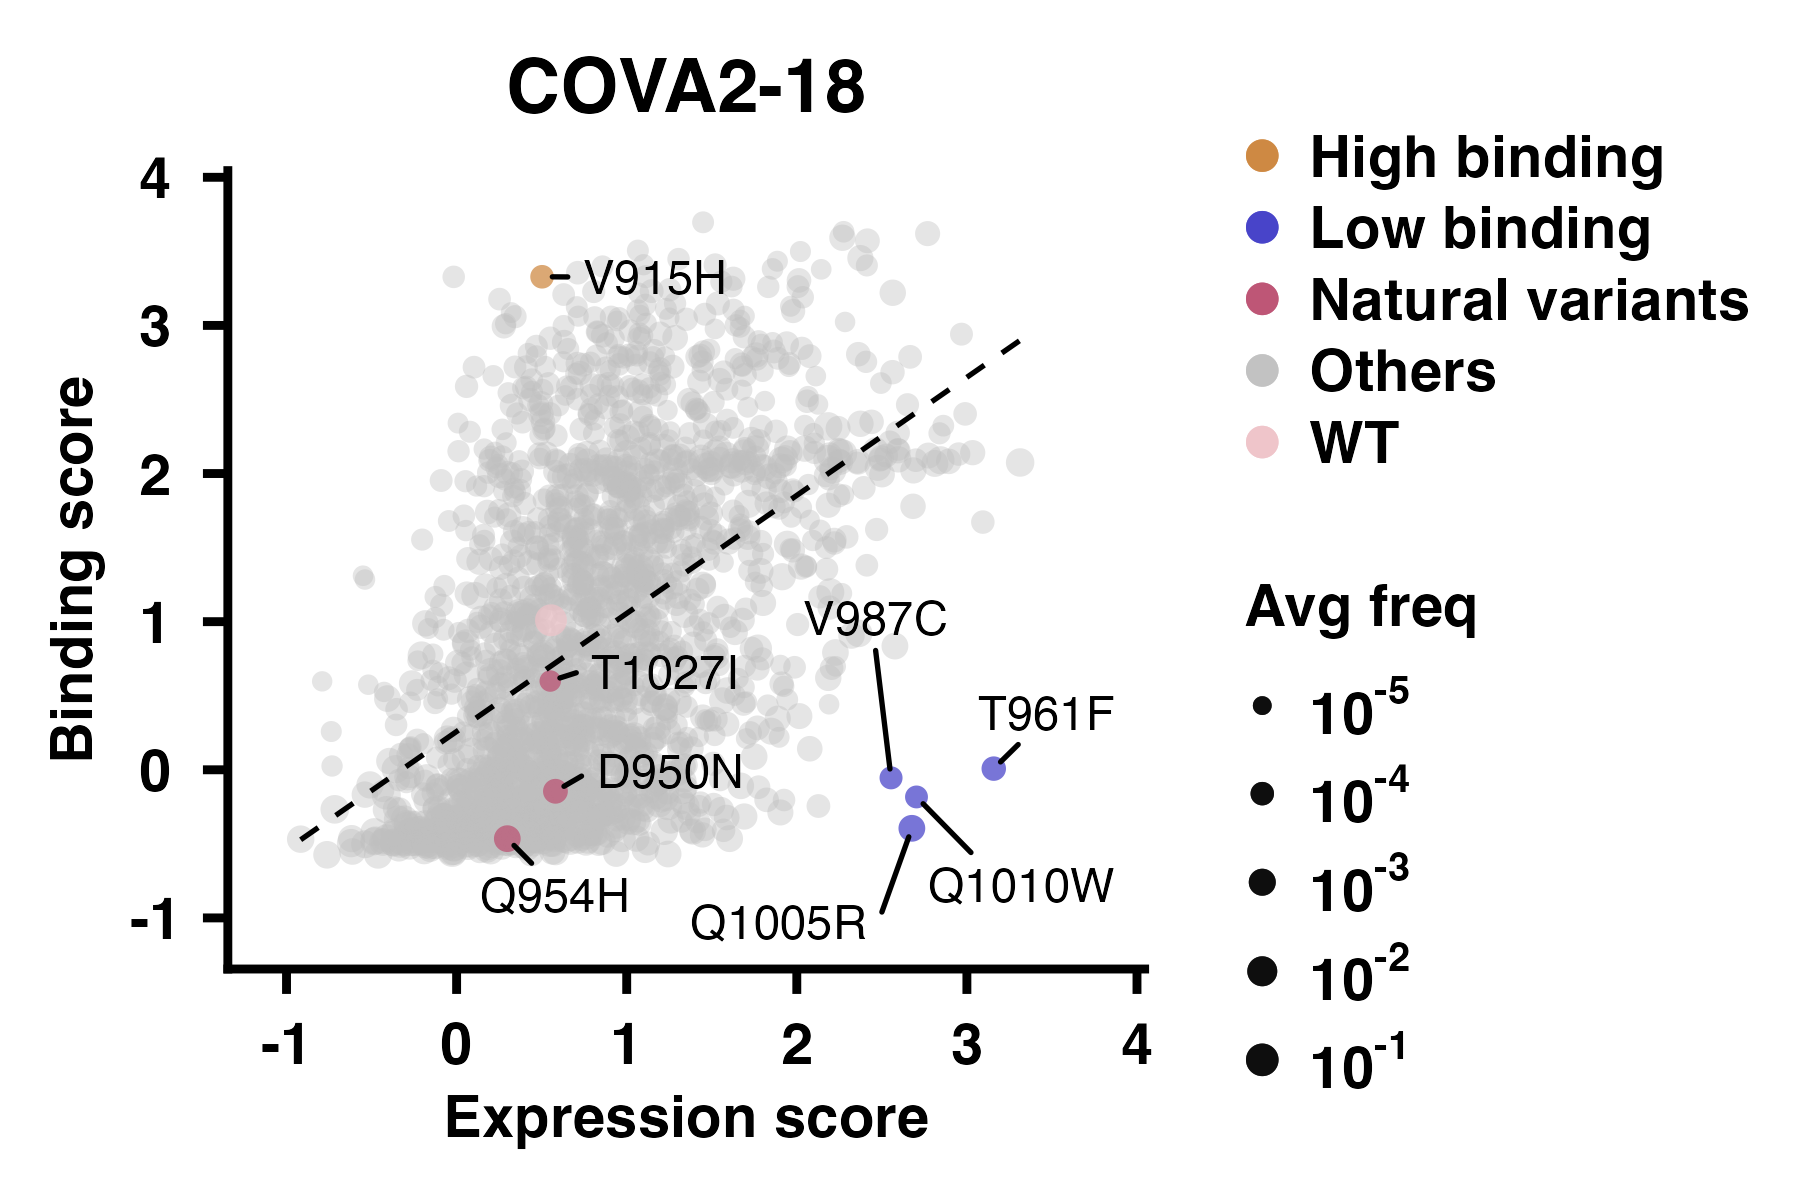 COVA2-18
Binding score
4
3
2
1
0
-1
V915H
T1027I
D950N
Q954H
V987C
T961F
Q1010W
Q1005R
-1 0 1 2 3 4
Expression score
High binding
Low binding
Natural variants
Others
WT
Avg freq
10-5
10-4
10-3
10-2
10-1